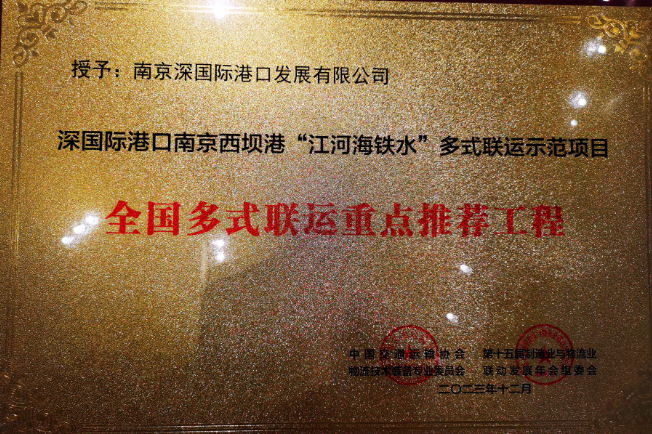 授予：南京深国际港口发展有限公司
深国际港口南京西坝港“江河海铁水”多式联运示范项目
全国多式联运重点推荐工程
中国交通运输协会 第十五届制造业与物流业
物流技术装备专业委员会 联动发展年会组委会
二〇二三年十二月